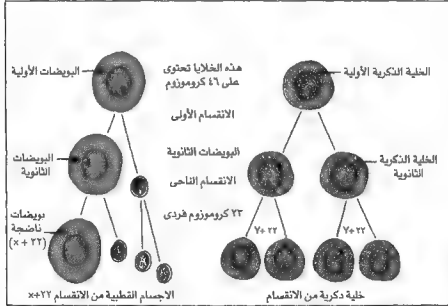 الخلية الذكرية الأولية
هذه الخلايا تحتوى
على ٤٦ كروموزوم
البويضات الأولية
الانقسام الأولى
الخلية الذكرية
الثانوية
البويضات الثانوية
البويضات
الثانوية
الانقسام الناحى
٢٣ كروموزوم فردى
بويضات
ناضجة
(x + ٢٢)
٢٢ +Y
٢٢ +Y
خلية دكرية من الانقسام
الاجسام القطبية من الانقسام ٢٢+x